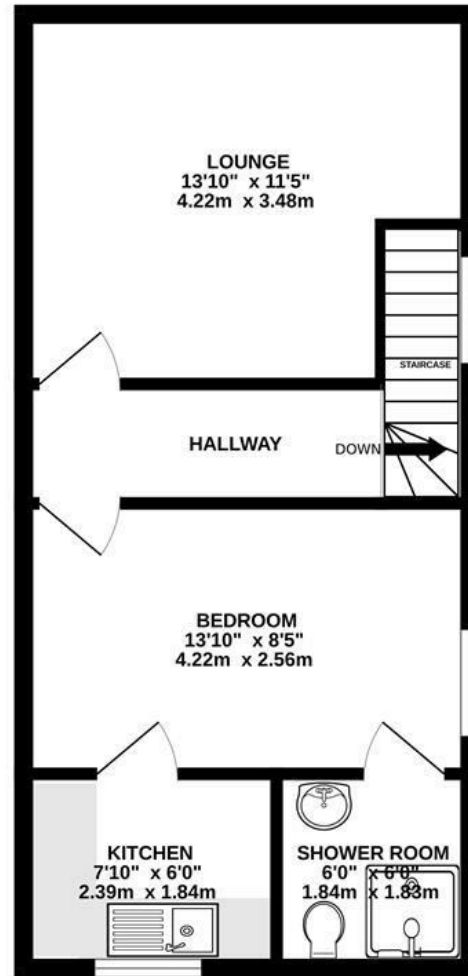 LOUNGE
13'10" x 11'5"
4.22m x 3.48m
STAIRCASE
HALLWAY
DOWN
BEDROOM
13'10" x 8'5"
4.22m x 2.56m
KITCHEN
7'10" x 6'0"
2.39m x 1.84m
SHOWER ROOM
6'0" x 6'0"
1.84m x 1.83m